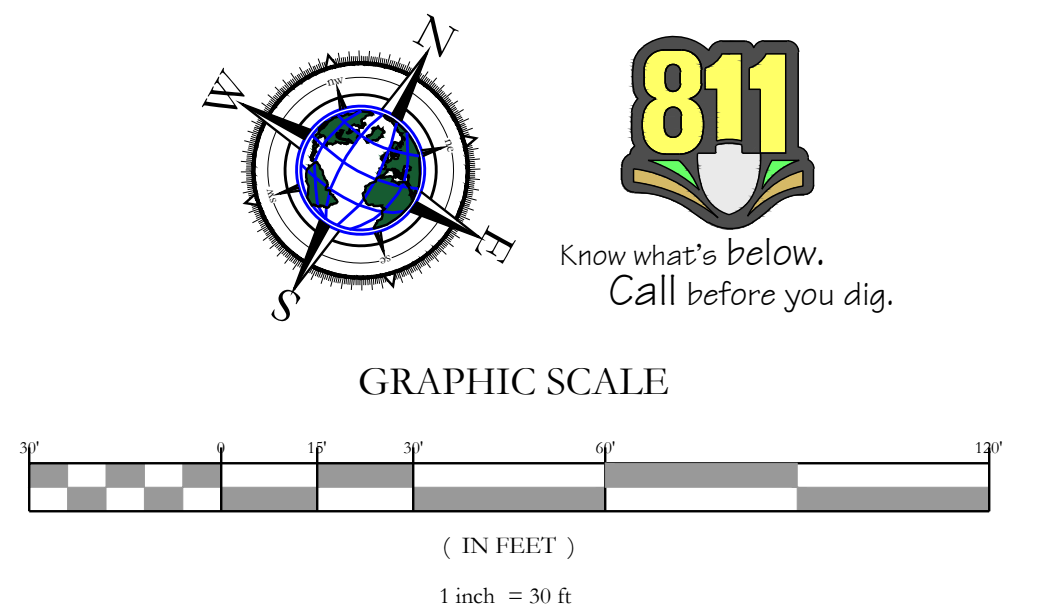 N
W
nw
ne
sw
se
E
S
811
Know what's below.
Call before you dig.
GRAPHIC SCALE
30' 0 15' 30' 60' 120'
( IN FEET )
1 inch = 30 ft